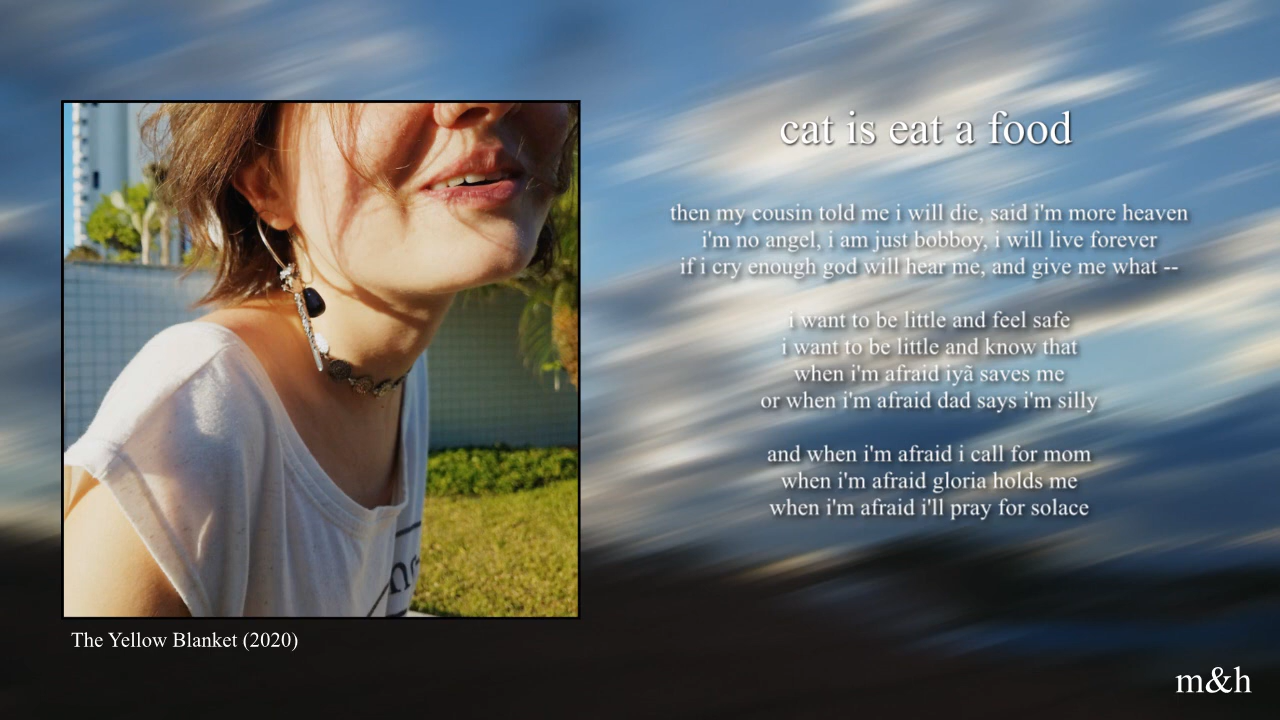 cat is eat a food
then my cousin told me i will die, said i'm more heaven
i'm no angel, i am just bobboy, i will live forever
if i cry enough god will hear me, and give me what --
i want to be little and feel safe
i want to be little and know that
when i'm afraid iyã saves me
or when i'm afraid dad says i'm silly
and when i'm afraid i call for mom
when i'm afraid gloria holds me
when i'm afraid i'll pray for solace
The Yellow Blanket (2020)
m&h